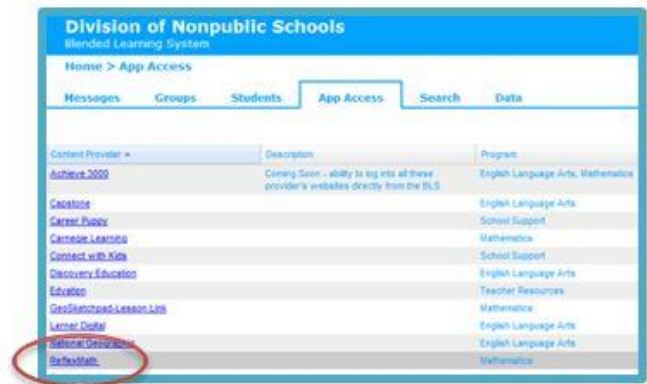 Division of Nonpublic Schools
Blended Learning System
Home > App Access
Messages Groups Students App Access Search Data
Content Provider Description Program
Achieve 3000 Coming Soon - ability to log into all these English Language Arts, Mathematics
provider's websites directly from the BLS
Capstone English Language Arts
Career Puppy School Support
Carnegie Learning Mathematics
Connect with Kids School Support
Discovery Education English Language Arts
Edvation Teacher Resources
GeoSketchpad-Lesson Link Mathematics
Lerner Digital English Language Arts
National Geographic English Language Arts
ReflexMath Mathematics